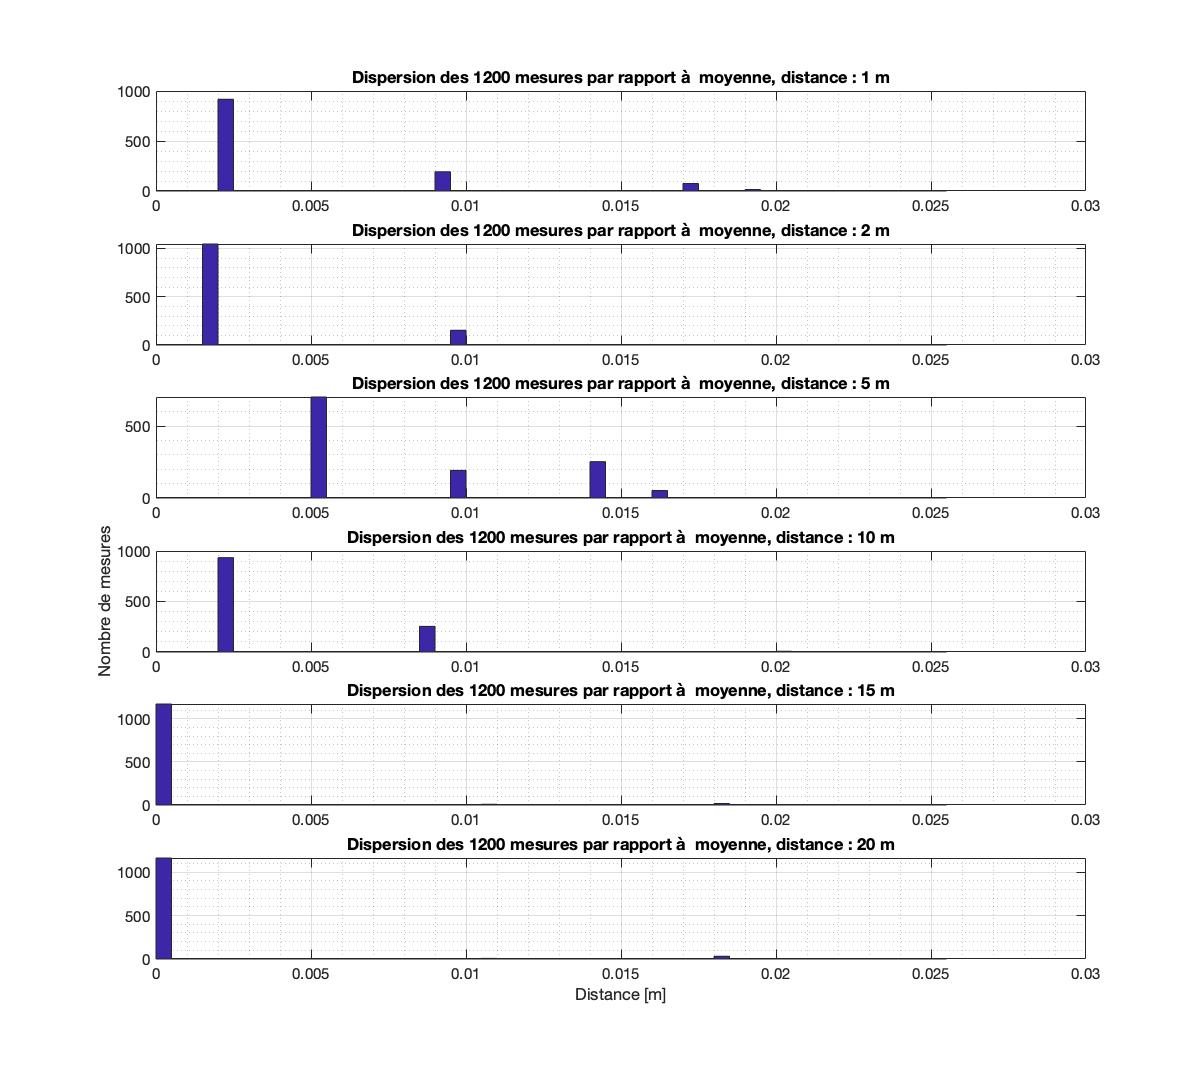 Dispersion des 1200 mesures par rapport à  moyenne, distance : 1 m
1000
500
0
0 0.005 0.01 0.015 0.02 0.025 0.03
Dispersion des 1200 mesures par rapport à  moyenne, distance : 2 m
1000
500
0
0 0.005 0.01 0.015 0.02 0.025 0.03
Dispersion des 1200 mesures par rapport à  moyenne, distance : 5 m
500
0
0 0.005 0.01 0.015 0.02 0.025 0.03
Nombre de mesures
Dispersion des 1200 mesures par rapport à  moyenne, distance : 10 m
1000
500
0
0 0.005 0.01 0.015 0.02 0.025 0.03
Dispersion des 1200 mesures par rapport à  moyenne, distance : 15 m
1000
500
0
0 0.005 0.01 0.015 0.02 0.025 0.03
Dispersion des 1200 mesures par rapport à  moyenne, distance : 20 m
1000
500
0
0 0.005 0.01 0.015 0.02 0.025 0.03
Distance [m]